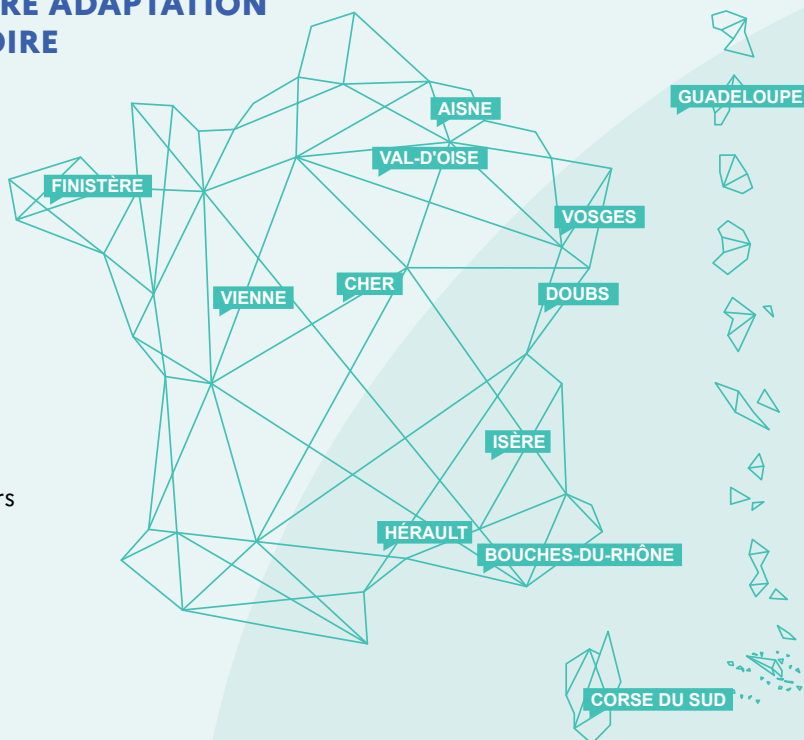 RE ADAPTATION
OIRE
AISNE
GUADELOUPE
VAL-D'OISE
FINISTÈRE
VOSGES
VIENNE
CHER
DOUBS
ISÈRE
rs
HÉRAULT
BOUCHES-DU-RHÔNE
CORSE DU SUD